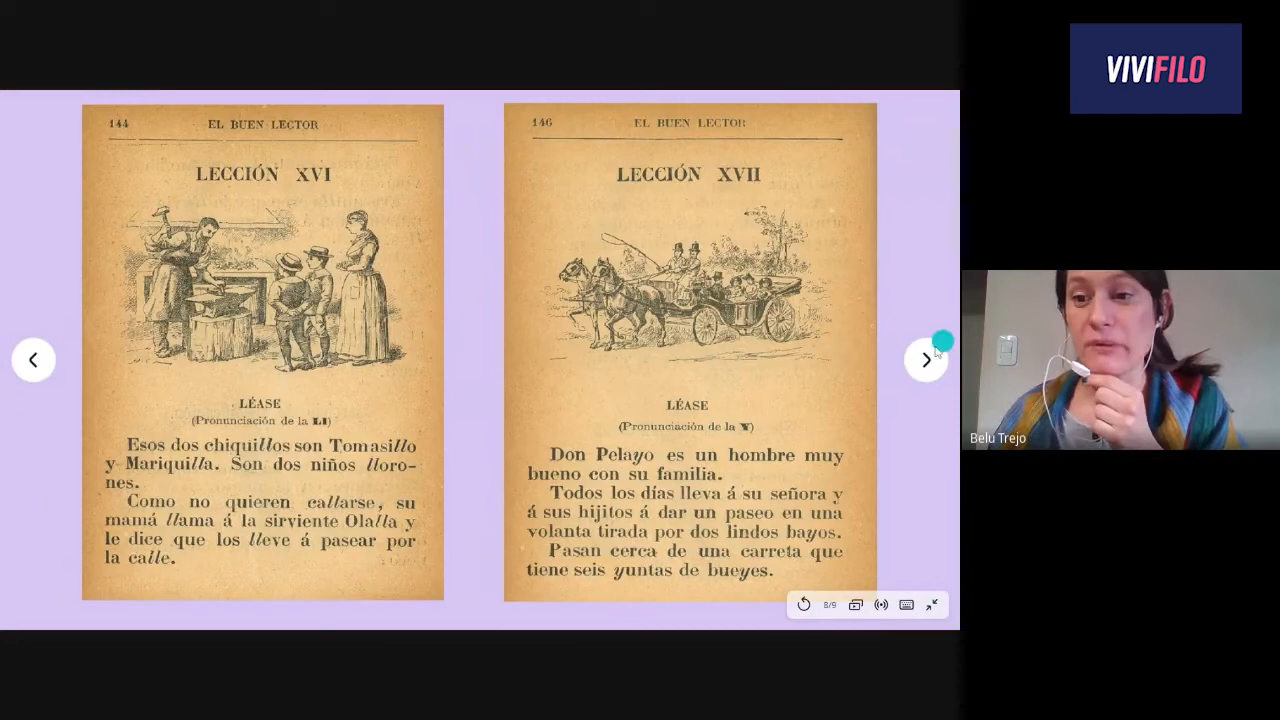 VIVIFILO
144 EL BUEN LECTOR
LECCIÓN XVI
LÉASE
(Pronunciación de la Ll)
Esos dos chiquillos son Tomasillo
y Mariquilla. Son dos niños lloro-
nes.
Como no quieren callarse, su
mamá llama á la sirviente Olalla y
le dice que los lleve á pasear por
la calle.
146 EL BUEN LECTOR
LECCIÓN XVII
LÉASE
(Pronunciación de la Y)
Don Pelayo es un hombre muy
bueno con su familia.
Todos los días lleva á su señora y
á sus hijitos á dar un paseo en una
volanta tirada por dos lindos bayos.
Pasan cerca de una carreta que
tiene seis yuntas de bueyes.
8/9
Belu Trejo